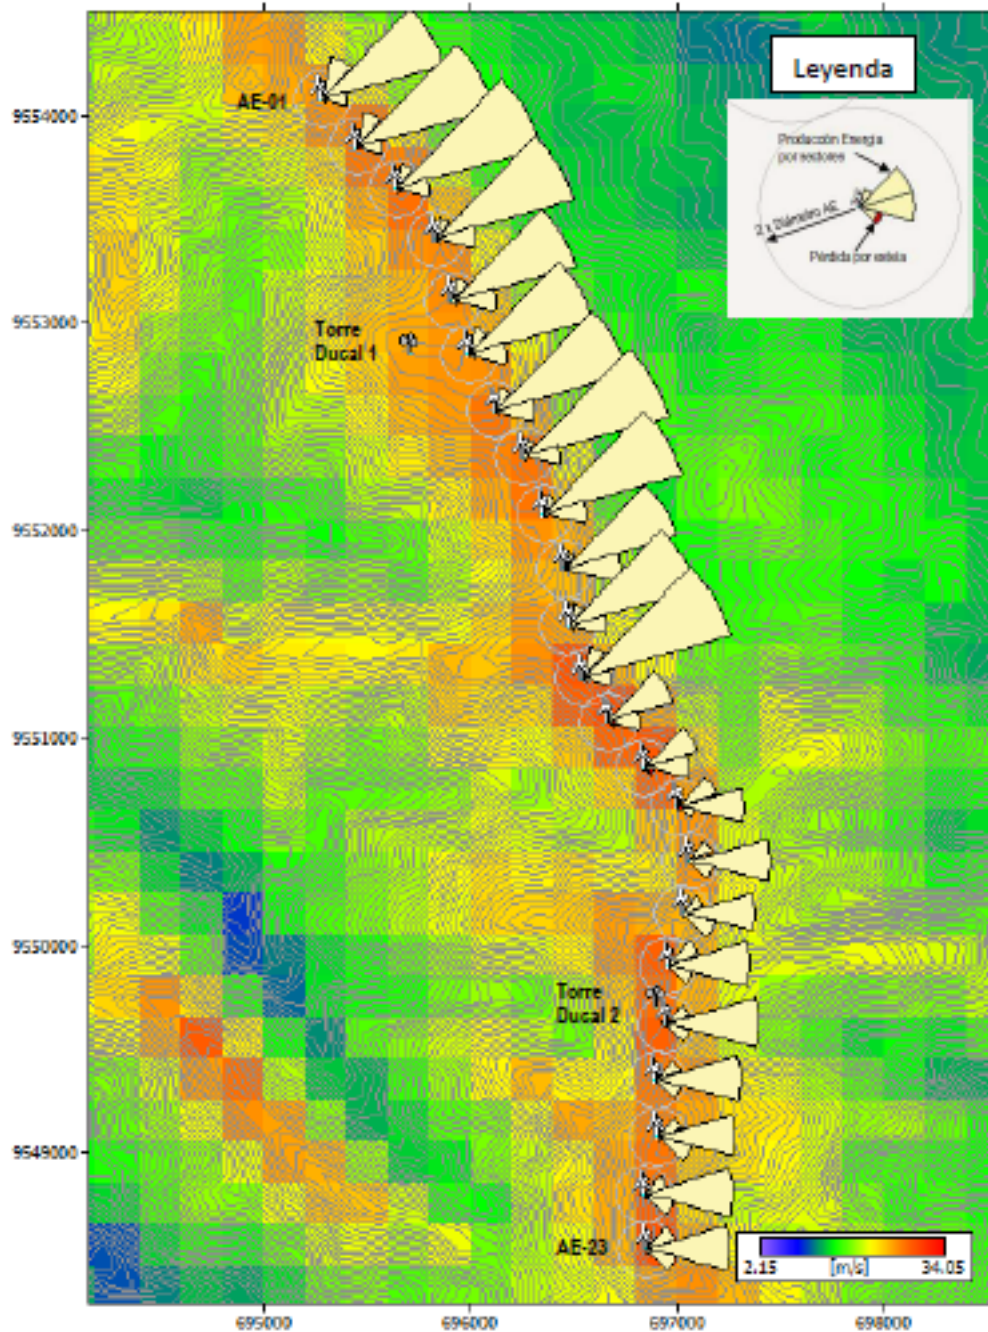 Leyenda
Producción Energía
por sectores
2 x Diámetro AE
Pérdida por estela
AE-01
9554000
9553000
Torre
Ducal 1
9552000
9551000
9550000
Torre
Ducal 2
9549000
AE-23
2.15 [m/s] 34.05
695000 696000 697000 698000